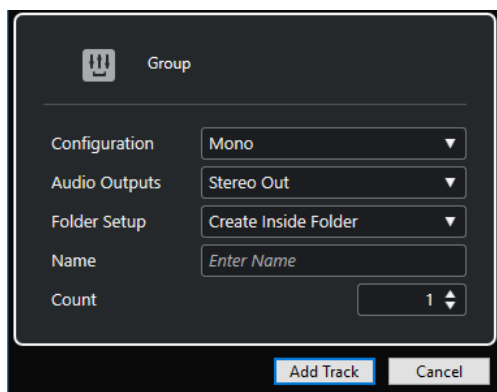 Group
Configuration Mono
Audio Outputs Stereo Out
Folder Setup Create Inside Folder
Name Enter Name
Count 1
Add Track Cancel